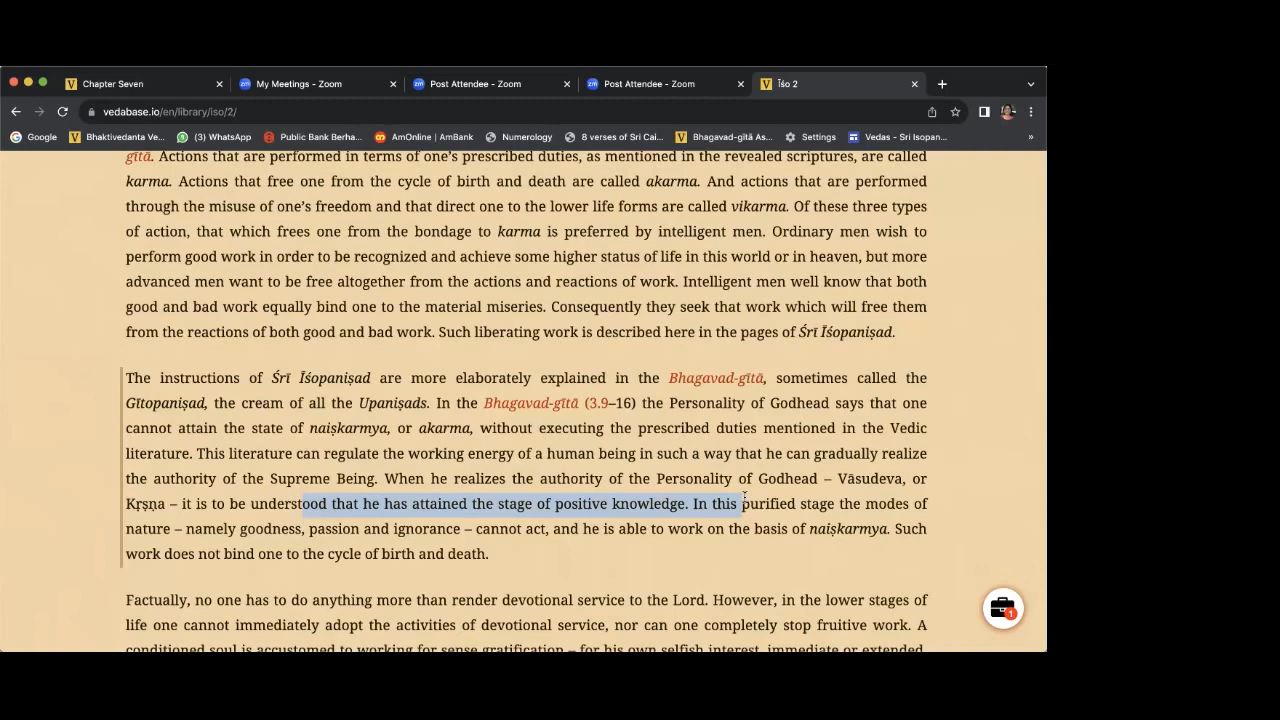 Chapter Seven
My Meetings - Zoom
Post Attendee - Zoom
Post Attendee - Zoom
Īśo 2
vedabase.io/en/library/iso/2/
Google
Bhaktivedanta Ve...
(3) WhatsApp
Public Bank Berha...
AmOnline | AmBank
Numerology
8 verses of Sri Cai...
Bhagavad-gītā As...
Settings
Vedas - Sri Isopan...
gītā. Actions that are performed in terms of one’s prescribed duties, as mentioned in the revealed scriptures, are called
karma. Actions that free one from the cycle of birth and death are called akarma. And actions that are performed
through the misuse of one’s freedom and that direct one to the lower life forms are called vikarma. Of these three types
of action, that which frees one from the bondage to karma is preferred by intelligent men. Ordinary men wish to
perform good work in order to be recognized and achieve some higher status of life in this world or in heaven, but more
advanced men want to be free altogether from the actions and reactions of work. Intelligent men well know that both
good and bad work equally bind one to the material miseries. Consequently they seek that work which will free them
from the reactions of both good and bad work. Such liberating work is described here in the pages of Śrī Īśopaniṣad.
The instructions of Śrī Īśopaniṣad are more elaborately explained in the Bhagavad-gītā, sometimes called the
Gītopaniṣad, the cream of all the Upaniṣads. In the Bhagavad-gītā (3.9–16) the Personality of Godhead says that one
cannot attain the state of naiṣkarmya, or akarma, without executing the prescribed duties mentioned in the Vedic
literature. This literature can regulate the working energy of a human being in such a way that he can gradually realize
the authority of the Supreme Being. When he realizes the authority of the Personality of Godhead – Vāsudeva, or
Kṛṣṇa – it is to be understood that he has attained the stage of positive knowledge. In this purified stage the modes of
nature – namely goodness, passion and ignorance – cannot act, and he is able to work on the basis of naiṣkarmya. Such
work does not bind one to the cycle of birth and death.
Factually, no one has to do anything more than render devotional service to the Lord. However, in the lower stages of
life one cannot immediately adopt the activities of devotional service, nor can one completely stop fruitive work. A
conditioned soul is accustomed to working for sense gratification – for his own selfish interest, immediate or extended.
1